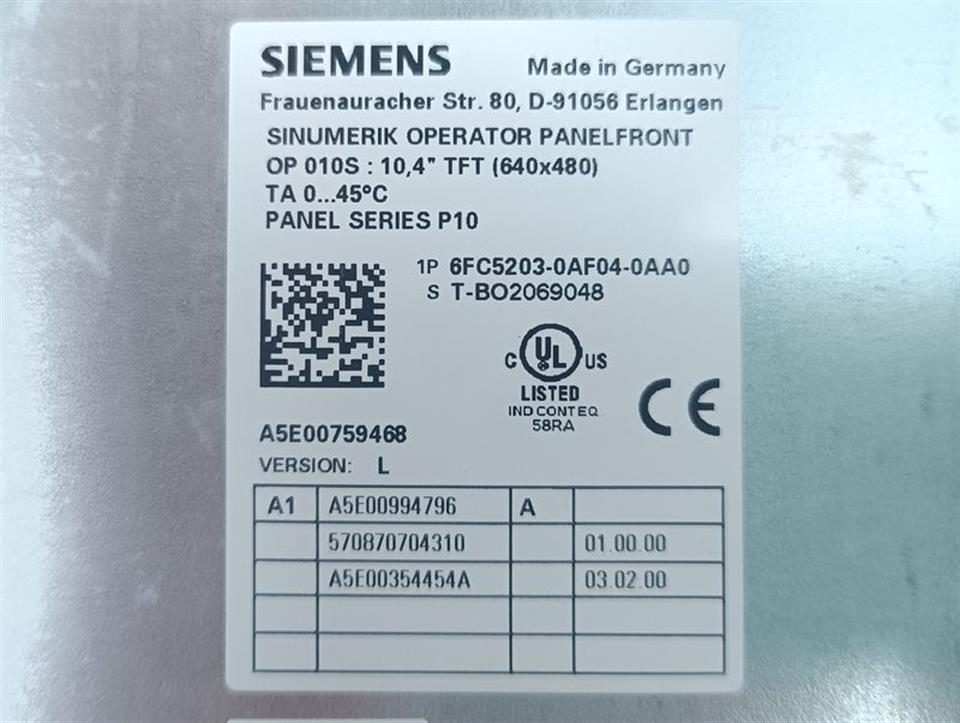 SIEMENS Made in Germany
Frauenauracher Str. 80, D-91056 Erlangen
SINUMERIK OPERATOR PANELFRONT
OP 010S : 10,4" TFT (640x480)
TA 0...45°C
PANEL SERIES P10
1P 6FC5203-0AF04-0AA0
S T-BO2069048
C UL US
LISTED
IND CONT EQ
58RA
CE
A5E00759468
VERSION: L
A1 A5E00994796 A
570870704310 01.00.00
A5E00354454A 03.02.00